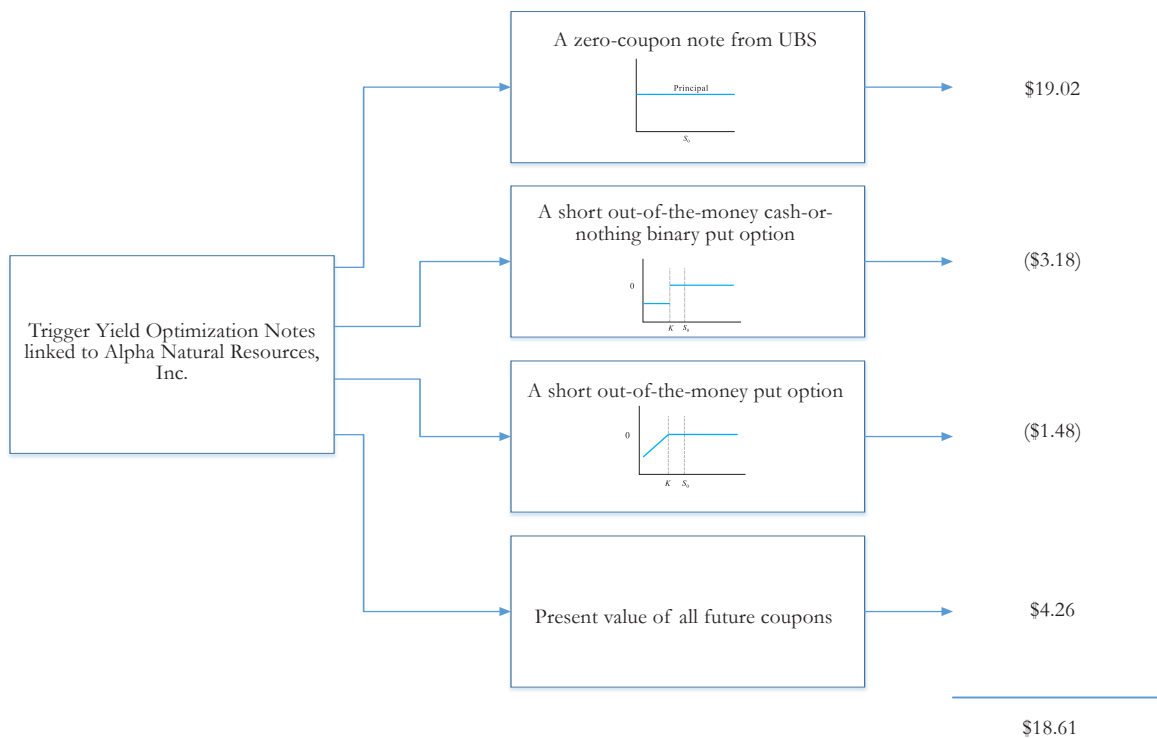 A zero-coupon note from UBS
Principal
S₀
$19.02
A short out-of-the-money cash-or-
nothing binary put option
0
K
S₀
($3.18)
Trigger Yield Optimization Notes
linked to Alpha Natural Resources,
Inc.
A short out-of-the-money put option
0
K
S₀
($1.48)
Present value of all future coupons
$4.26
$18.61